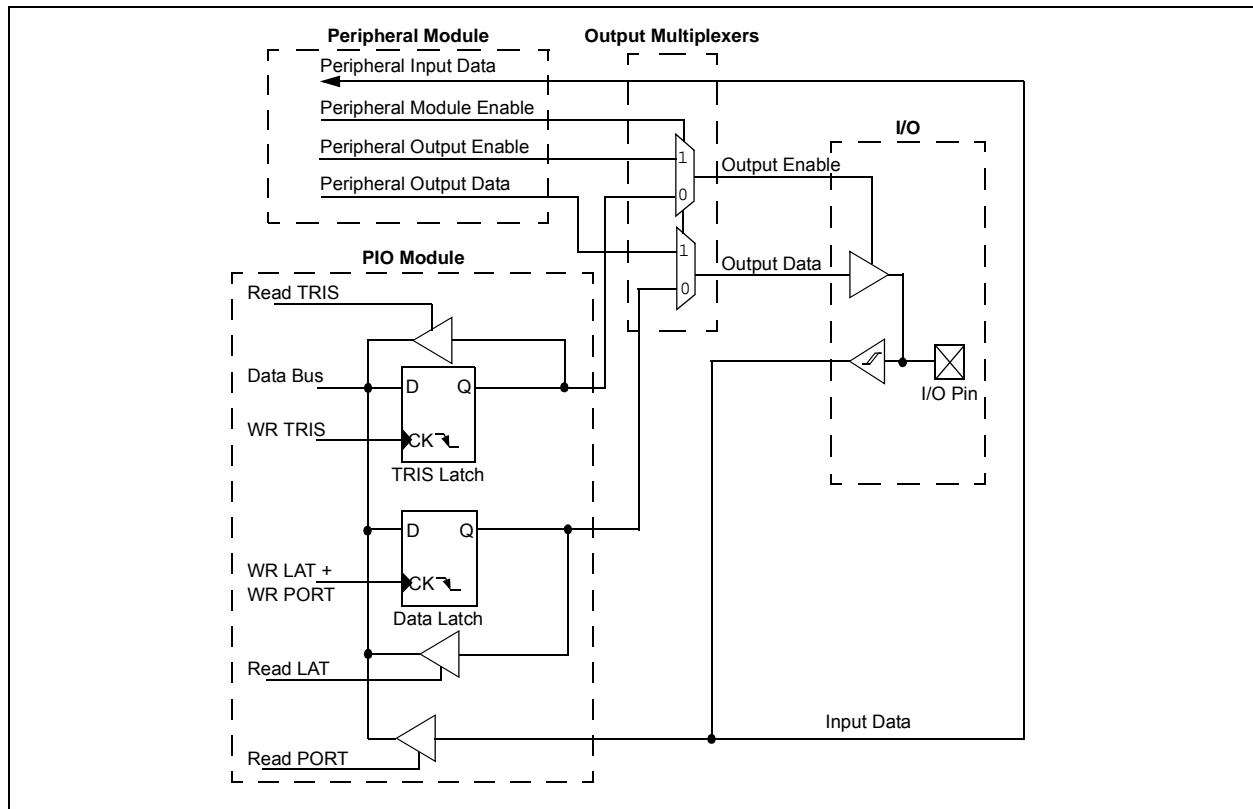 Peripheral Module
Output Multiplexers
Peripheral Input Data
Peripheral Module Enable
Peripheral Output Enable
Peripheral Output Data
1
0
Output Enable
1
0
Output Data
I/O
I/O Pin
PIO Module
Read TRIS
Data Bus
D Q
WR TRIS
CK
TRIS Latch
D Q
WR LAT +
WR PORT
CK
Data Latch
Read LAT
Input Data
Read PORT